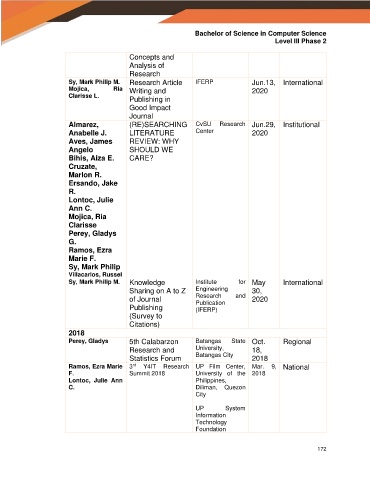 Bachelor of Science in Computer Science
Level III Phase 2
Concepts and
Analysis of
Research
Sy, Mark Philip M.
Mojica, Ria
Clarisse L.
Research Article
Writing and
Publishing in
Good Impact
Journal
IFERP
Jun.13,
2020
International
Almarez,
Anabelle J.
Aves, James
Angelo
Bihis, Alza E.
Cruzate,
Marlon R.
Ersando, Jake
R.
Lontoc, Julie
Ann C.
Mojica, Ria
Clarisse
Perey, Gladys
G.
Ramos, Ezra
Marie F.
Sy, Mark Philip
Villacarlos, Russel
(RE)SEARCHING
LITERATURE
REVIEW: WHY
SHOULD WE
CARE?
CvSU Research
Center
Jun.29,
2020
Institutional
Sy, Mark Philip M.
Knowledge
Sharing on A to Z
of Journal
Publishing
(Survey to
Citations)
Institute for
Engineering
Research and
Publication
(IFERP)
May
30,
2020
International
2018
Perey, Gladys
5th Calabarzon
Research and
Statistics Forum
Batangas State
University,
Batangas City
Oct.
18,
2018
Regional
Ramos, Ezra Marie
F.
Lontoc, Julie Ann
C.
3rd Y4IT Research
Summit 2018
UP Film Center,
University of the
Philippines,
Diliman, Quezon
City
UP System
Information
Technology
Foundation
Mar. 9,
2018
National
172